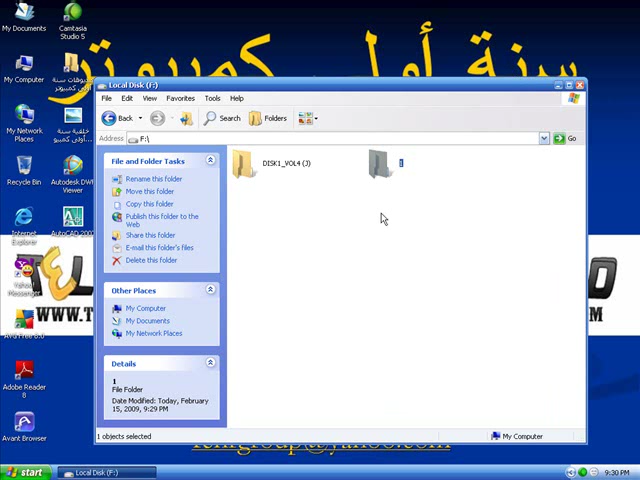 سنة أولى كمبيوتر
My Documents
Camtasia Studio 5
My Computer
My Network Places
Recycle Bin
Autodesk DWF Viewer
Internet Explorer
Yahoo! Messenger
AVG Free 8.0
Adobe Reader 8
Avant Browser
Local Disk (F:)
File Edit View Favorites Tools Help
Back Search Folders
Address F:\ Go
File and Folder Tasks
Rename this folder
Move this folder
Copy this folder
Publish this folder to the Web
Share this folder
E-mail this folder's files
Delete this folder
Other Places
My Computer
My Documents
My Network Places
Details
1
File Folder
Date Modified: Today, February 15, 2009, 9:29 PM
DISK1_VOL4 (J)
1
1 objects selected
My Computer
start
Local Disk (F:)
9:30 PM